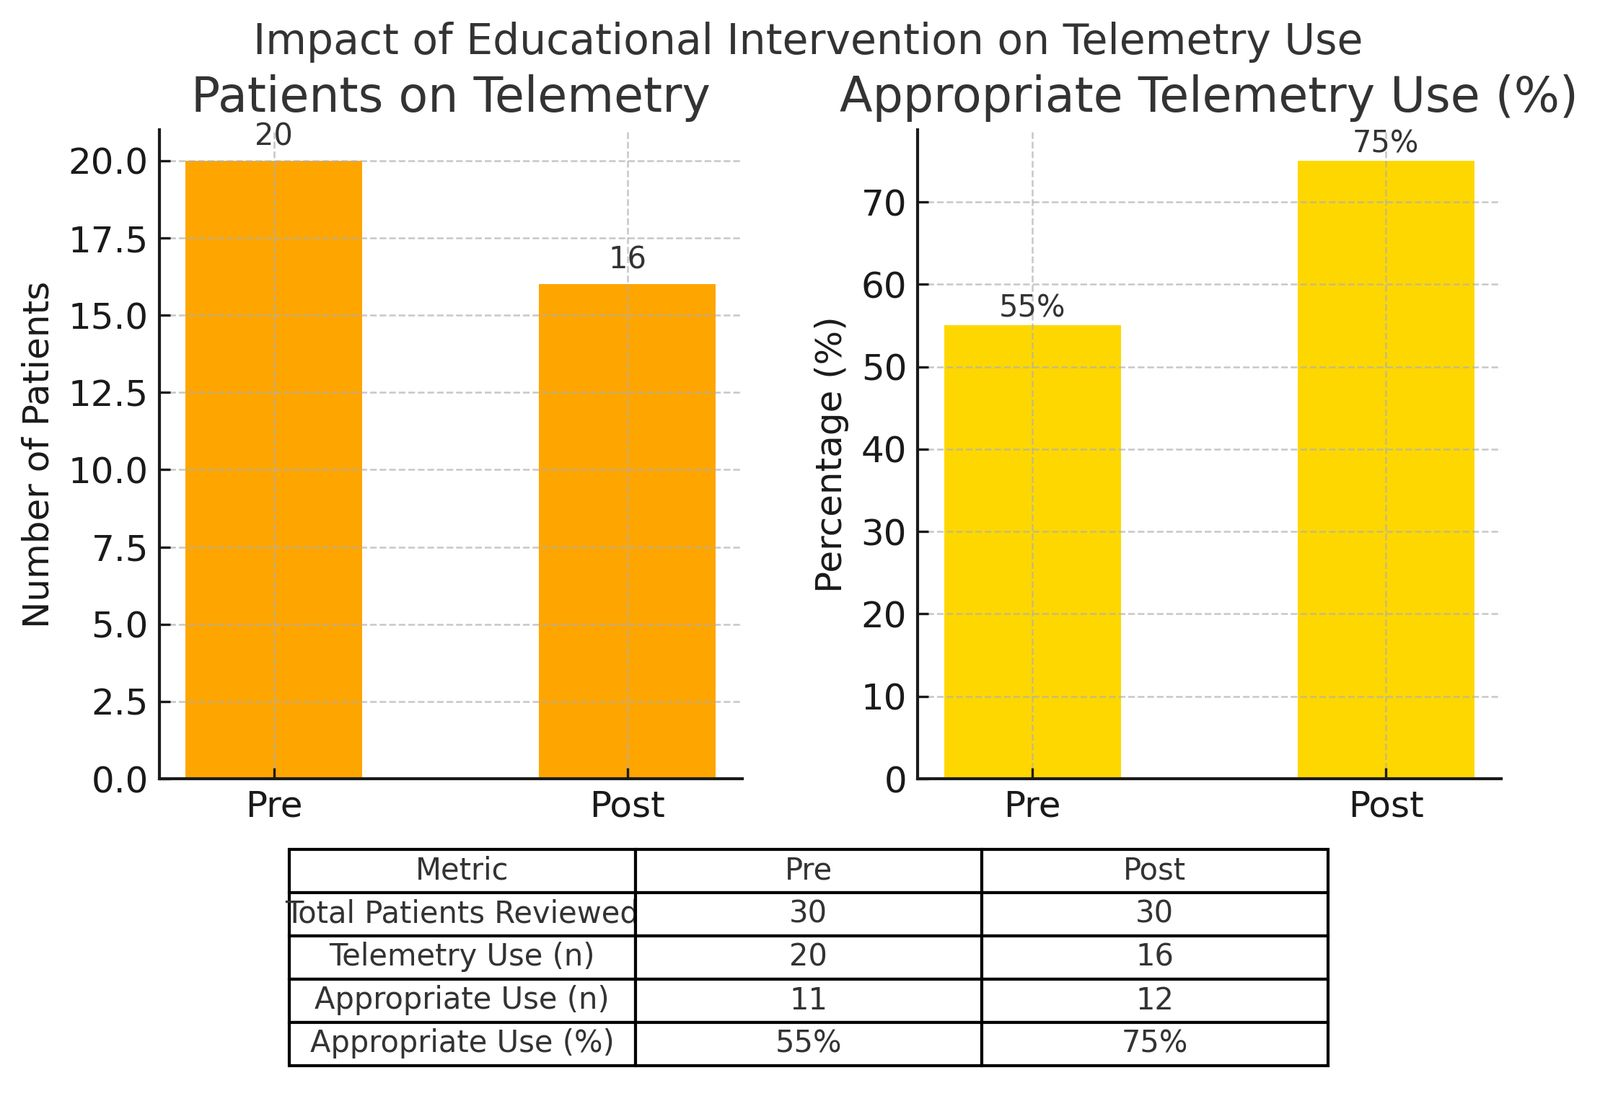 Impact of Educational Intervention on Telemetry Use
Patients on Telemetry
Number of Patients
20.0
17.5
15.0
12.5
10.0
7.5
5.0
2.5
0.0
20
16
Pre Post
Appropriate Telemetry Use (%)
Percentage (%)
70
60
50
40
30
20
10
0
55%
75%
Pre Post
Metric Pre Post
Total Patients Reviewed 30 30
Telemetry Use (n) 20 16
Appropriate Use (n) 11 12
Appropriate Use (%) 55% 75%